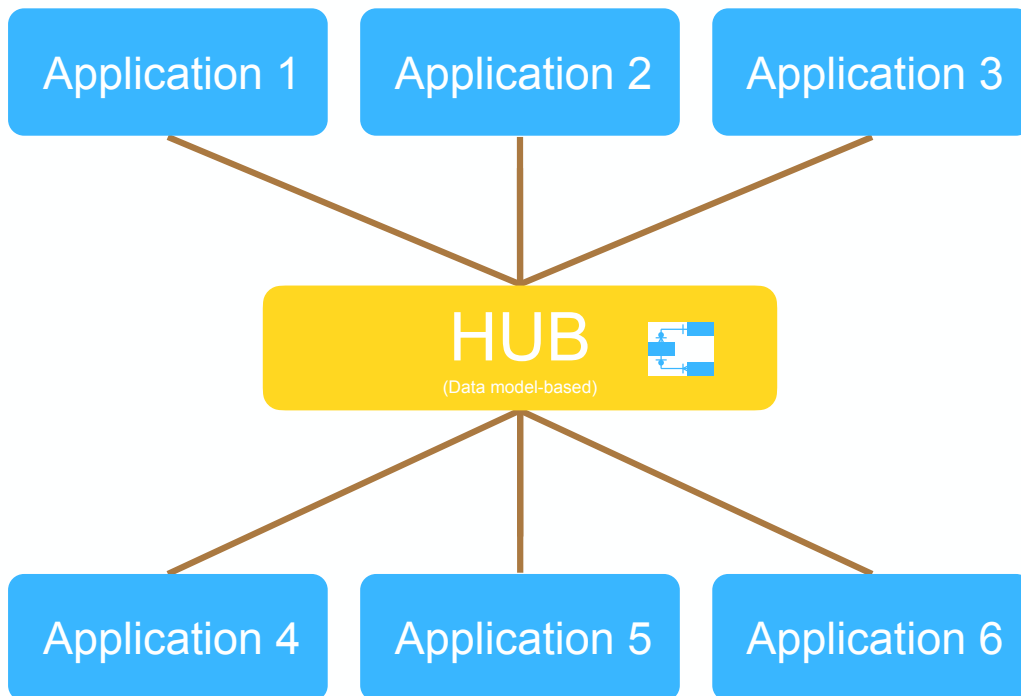 Application 1
Application 2
Application 3
HUB
(Data model-based)
Application 4
Application 5
Application 6